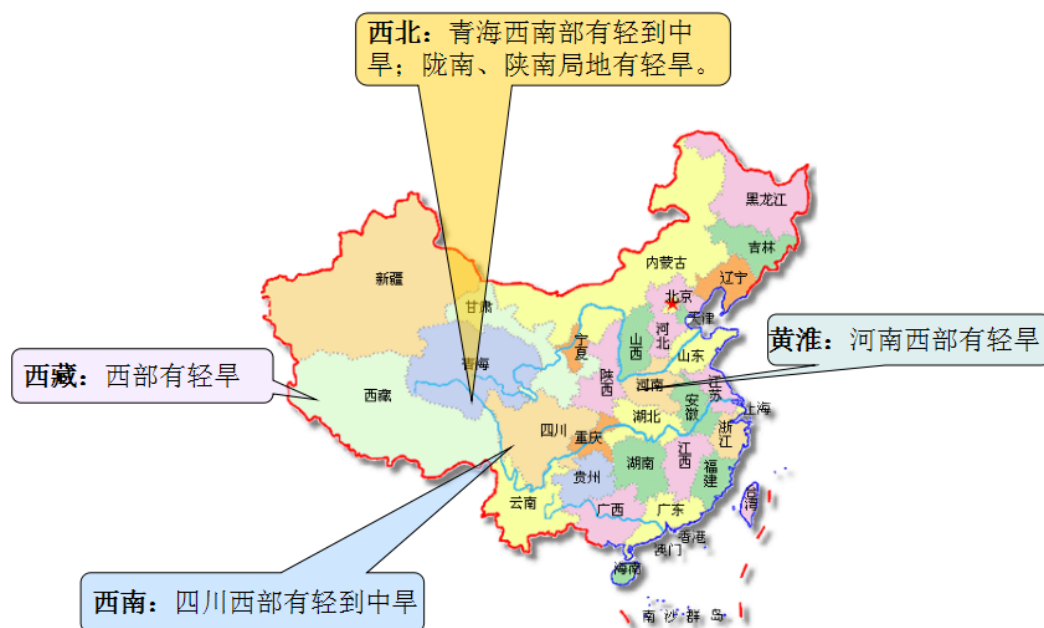 西北：青海西南部有轻到中
旱；陇南、陕南局地有轻旱。
黑龙江
吉林
辽宁
内蒙古
新疆
甘肃
北京
天津
河北
山西
宁夏
山东
黄淮：河南西部有轻旱
青海
陕西
河南
江苏
西藏：西部有轻旱
西藏
安徽
上海
湖北
四川
重庆
浙江
湖南
江西
贵州
福建
云南
广西
广东
台湾
香港
澳门
海南
西南：四川西部有轻到中旱
南沙群岛